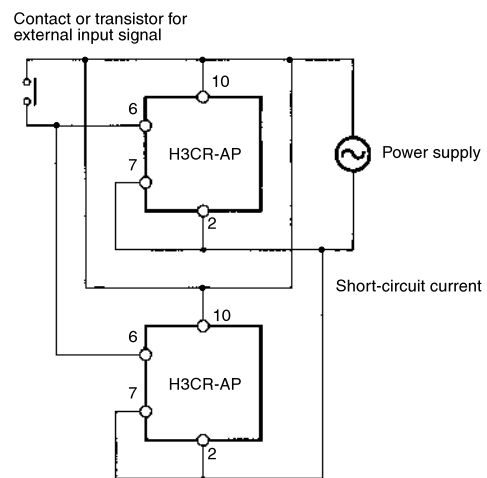 Contact or transistor for
external input signal
10
6
H3CR-AP
7
2
Power supply
Short-circuit current
10
6
H3CR-AP
7
2